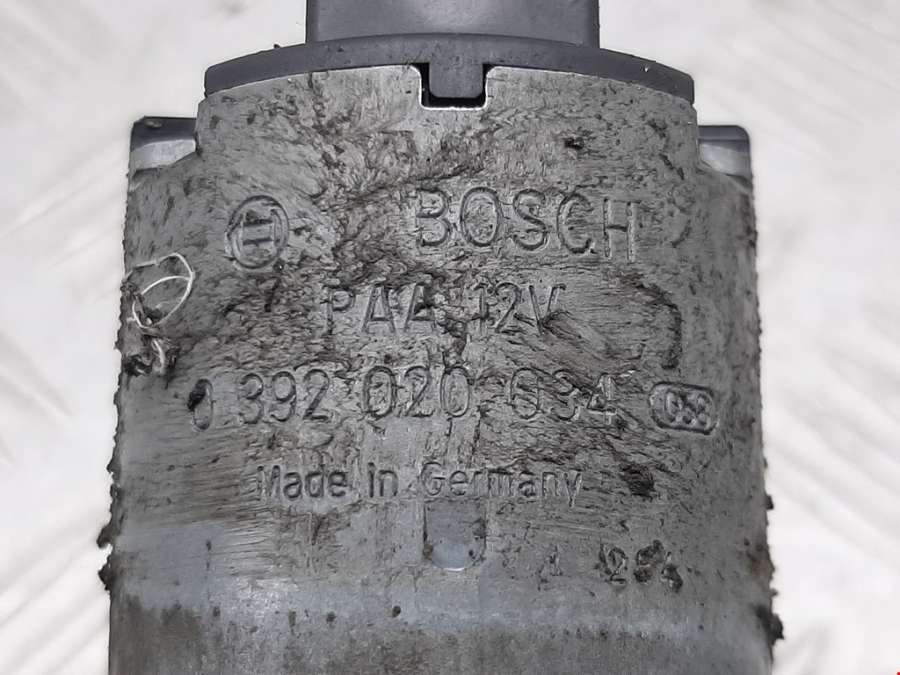 BOSCH
PAA 12V
0 392 020 034
Made in Germany